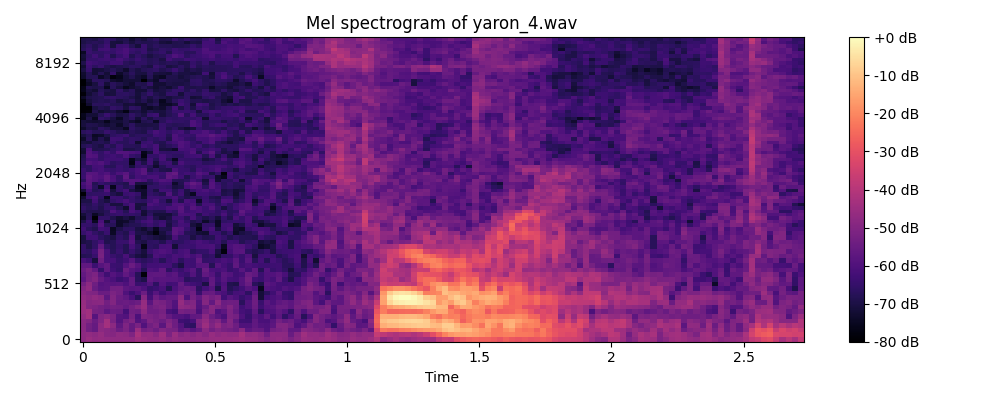 Mel spectrogram of yaron_4.wav
Hz
8192
4096
2048
1024
512
0
0
0.5
1
1.5
2
2.5
Time
+0 dB
-10 dB
-20 dB
-30 dB
-40 dB
-50 dB
-60 dB
-70 dB
-80 dB